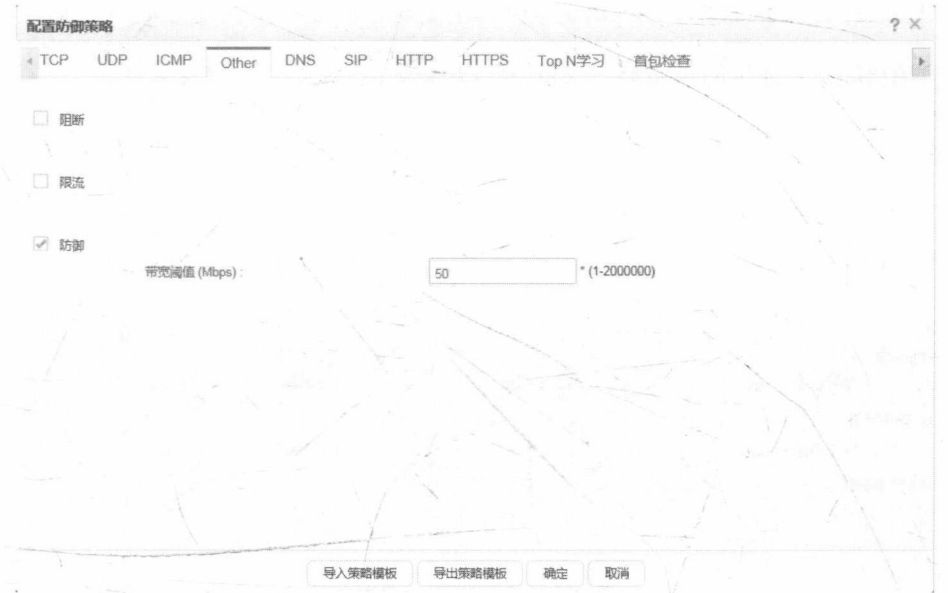 配置防御策略 ? ×
TCP UDP ICMP Other DNS SIP HTTP HTTPS Top N学习 首包检查
阻断
限流
防御
带宽阈值 (Mbps) : 50 * (1-2000000)
导入策略模板 导出策略模板 确定 取消